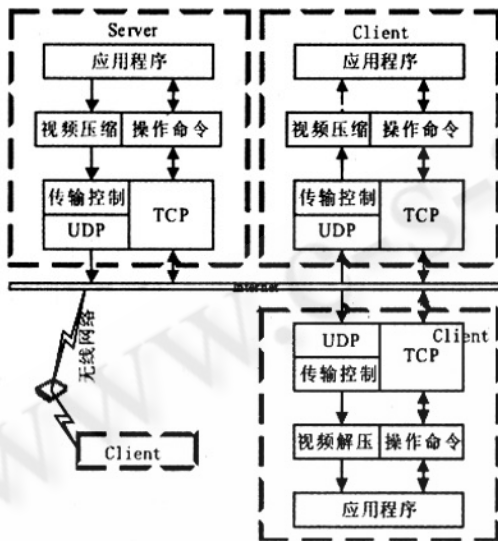 Server
应用程序
视频压缩 操作命令
传输控制
UDP
TCP
Client
应用程序
视频压缩 操作命令
传输控制
UDP
TCP
Internet
无线网络
Client
Client
UDP
传输控制
TCP
视频解压 操作命令
应用程序
www.c-s-